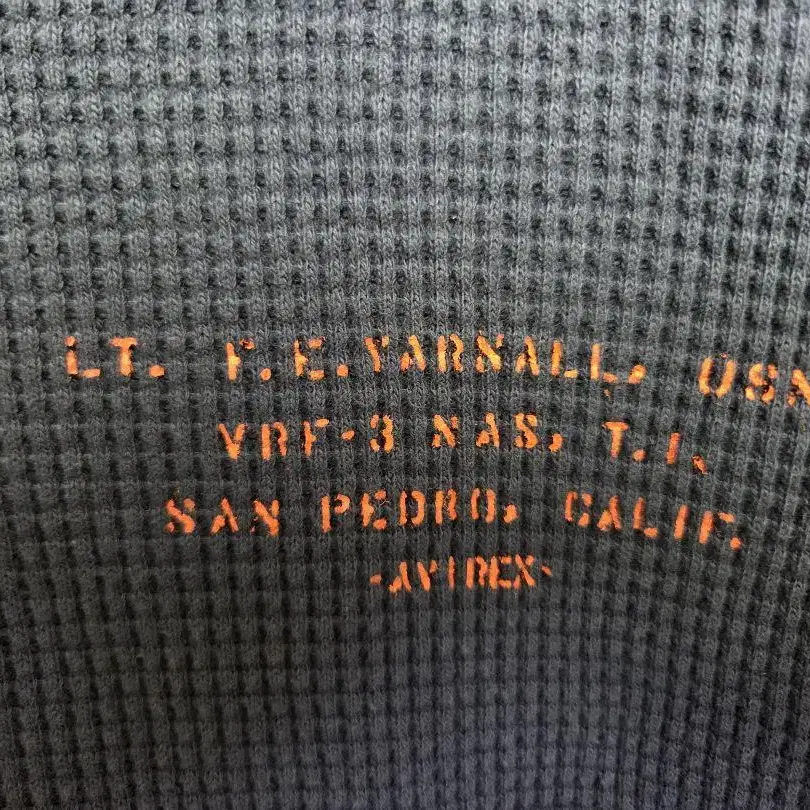 LT. F.E.YARNALL, USN
VRF-3 NAS, T.I.
SAN PEDRO, CALIF.
-AVIREX-